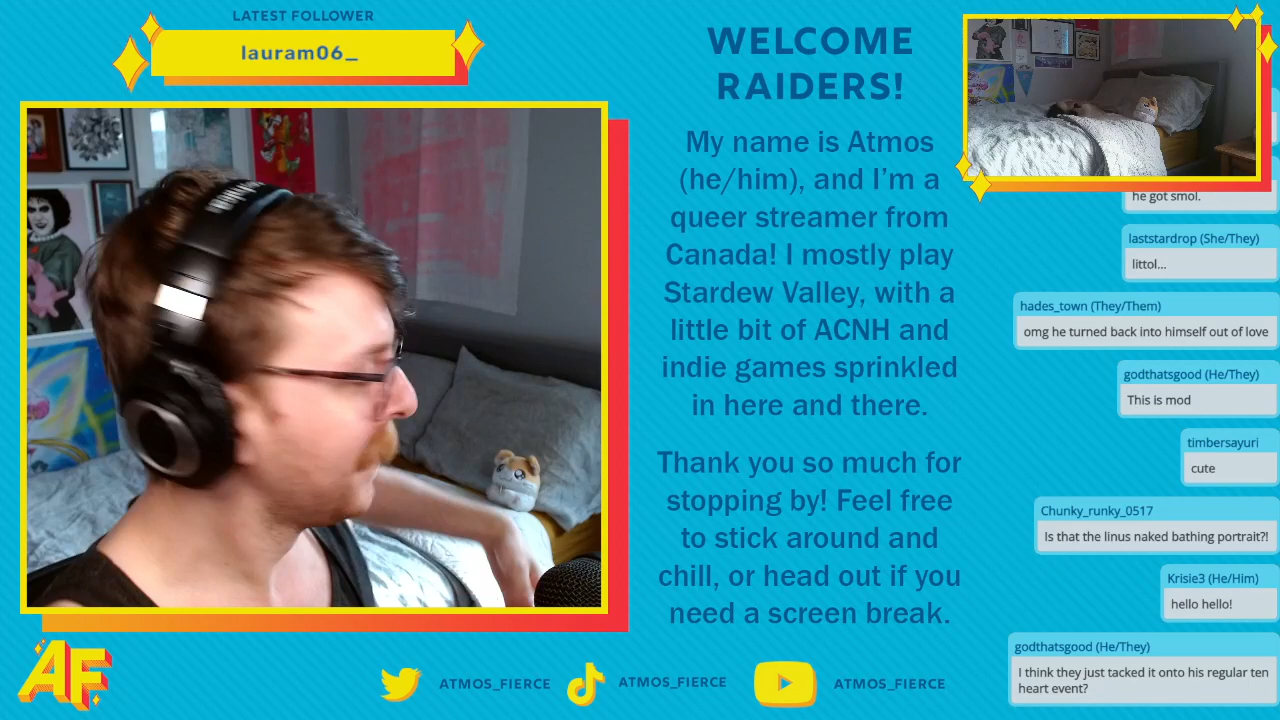 LATEST FOLLOWER
lauram06_
WELCOME
RAIDERS!
My name is Atmos
(he/him), and I'm a
queer streamer from
Canada! I mostly play
Stardew Valley, with a
little bit of ACNH and
indie games sprinkled
in here and there.
Thank you so much for
stopping by! Feel free
to stick around and
chill, or head out if you
need a screen break.
he got smol.
laststardrop (She/They)
littol...
hades_town (They/Them)
omg he turned back into himself out of love
godthatsgood (He/They)
This is mod
timbersayuri
cute
Chunky_runky_0517
Is that the linus naked bathing portrait?!
Krisie3 (He/Him)
hello hello!
godthatsgood (He/They)
I think they just tacked it onto his regular ten
heart event?
AF
ATMOS_FIERCE
ATMOS_FIERCE
ATMOS_FIERCE